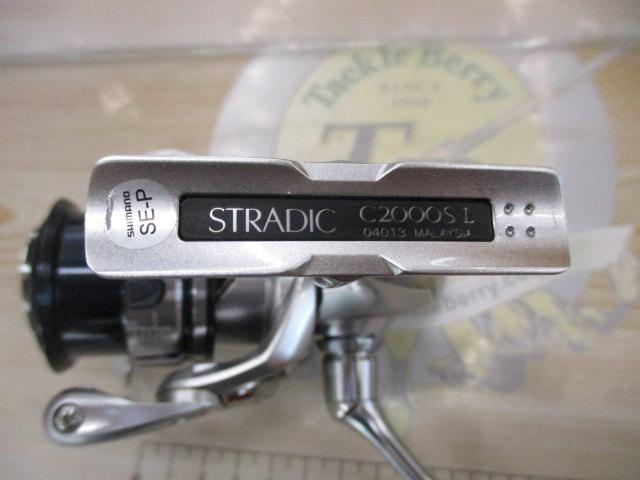 Tackle Berry
SINCE
SHIMANO
SE-P
STRADIC
C2000S L
04013 MALAYSIA